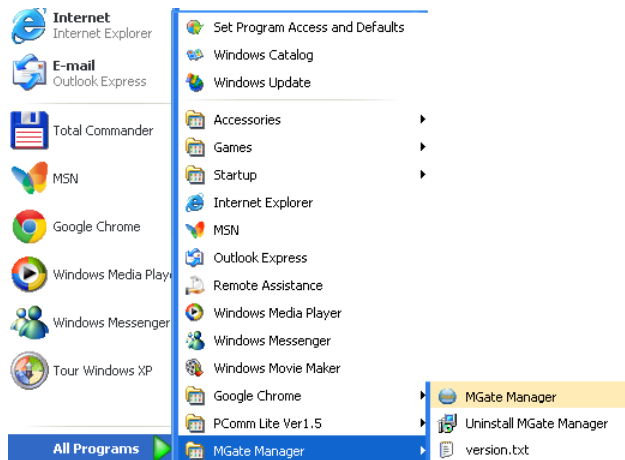 Internet
Internet Explorer
E-mail
Outlook Express
Total Commander
MSN
Google Chrome
Windows Media Play
Windows Messenger
Tour Windows XP
All Programs
Set Program Access and Defaults
Windows Catalog
Windows Update
Accessories
Games
Startup
Internet Explorer
MSN
Outlook Express
Remote Assistance
Windows Media Player
Windows Messenger
Windows Movie Maker
Google Chrome
PComm Lite Ver1.5
MGate Manager
MGate Manager
Uninstall MGate Manager
version.txt